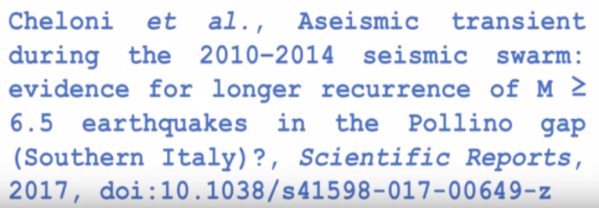 Cheloni et al., Aseismic transient
during the 2010-2014 seismic swarm:
evidence for longer recurrence of M ≥
6.5 earthquakes in the Pollino gap
(Southern Italy)?, Scientific Reports,
2017, doi:10.1038/s41598-017-00649-z